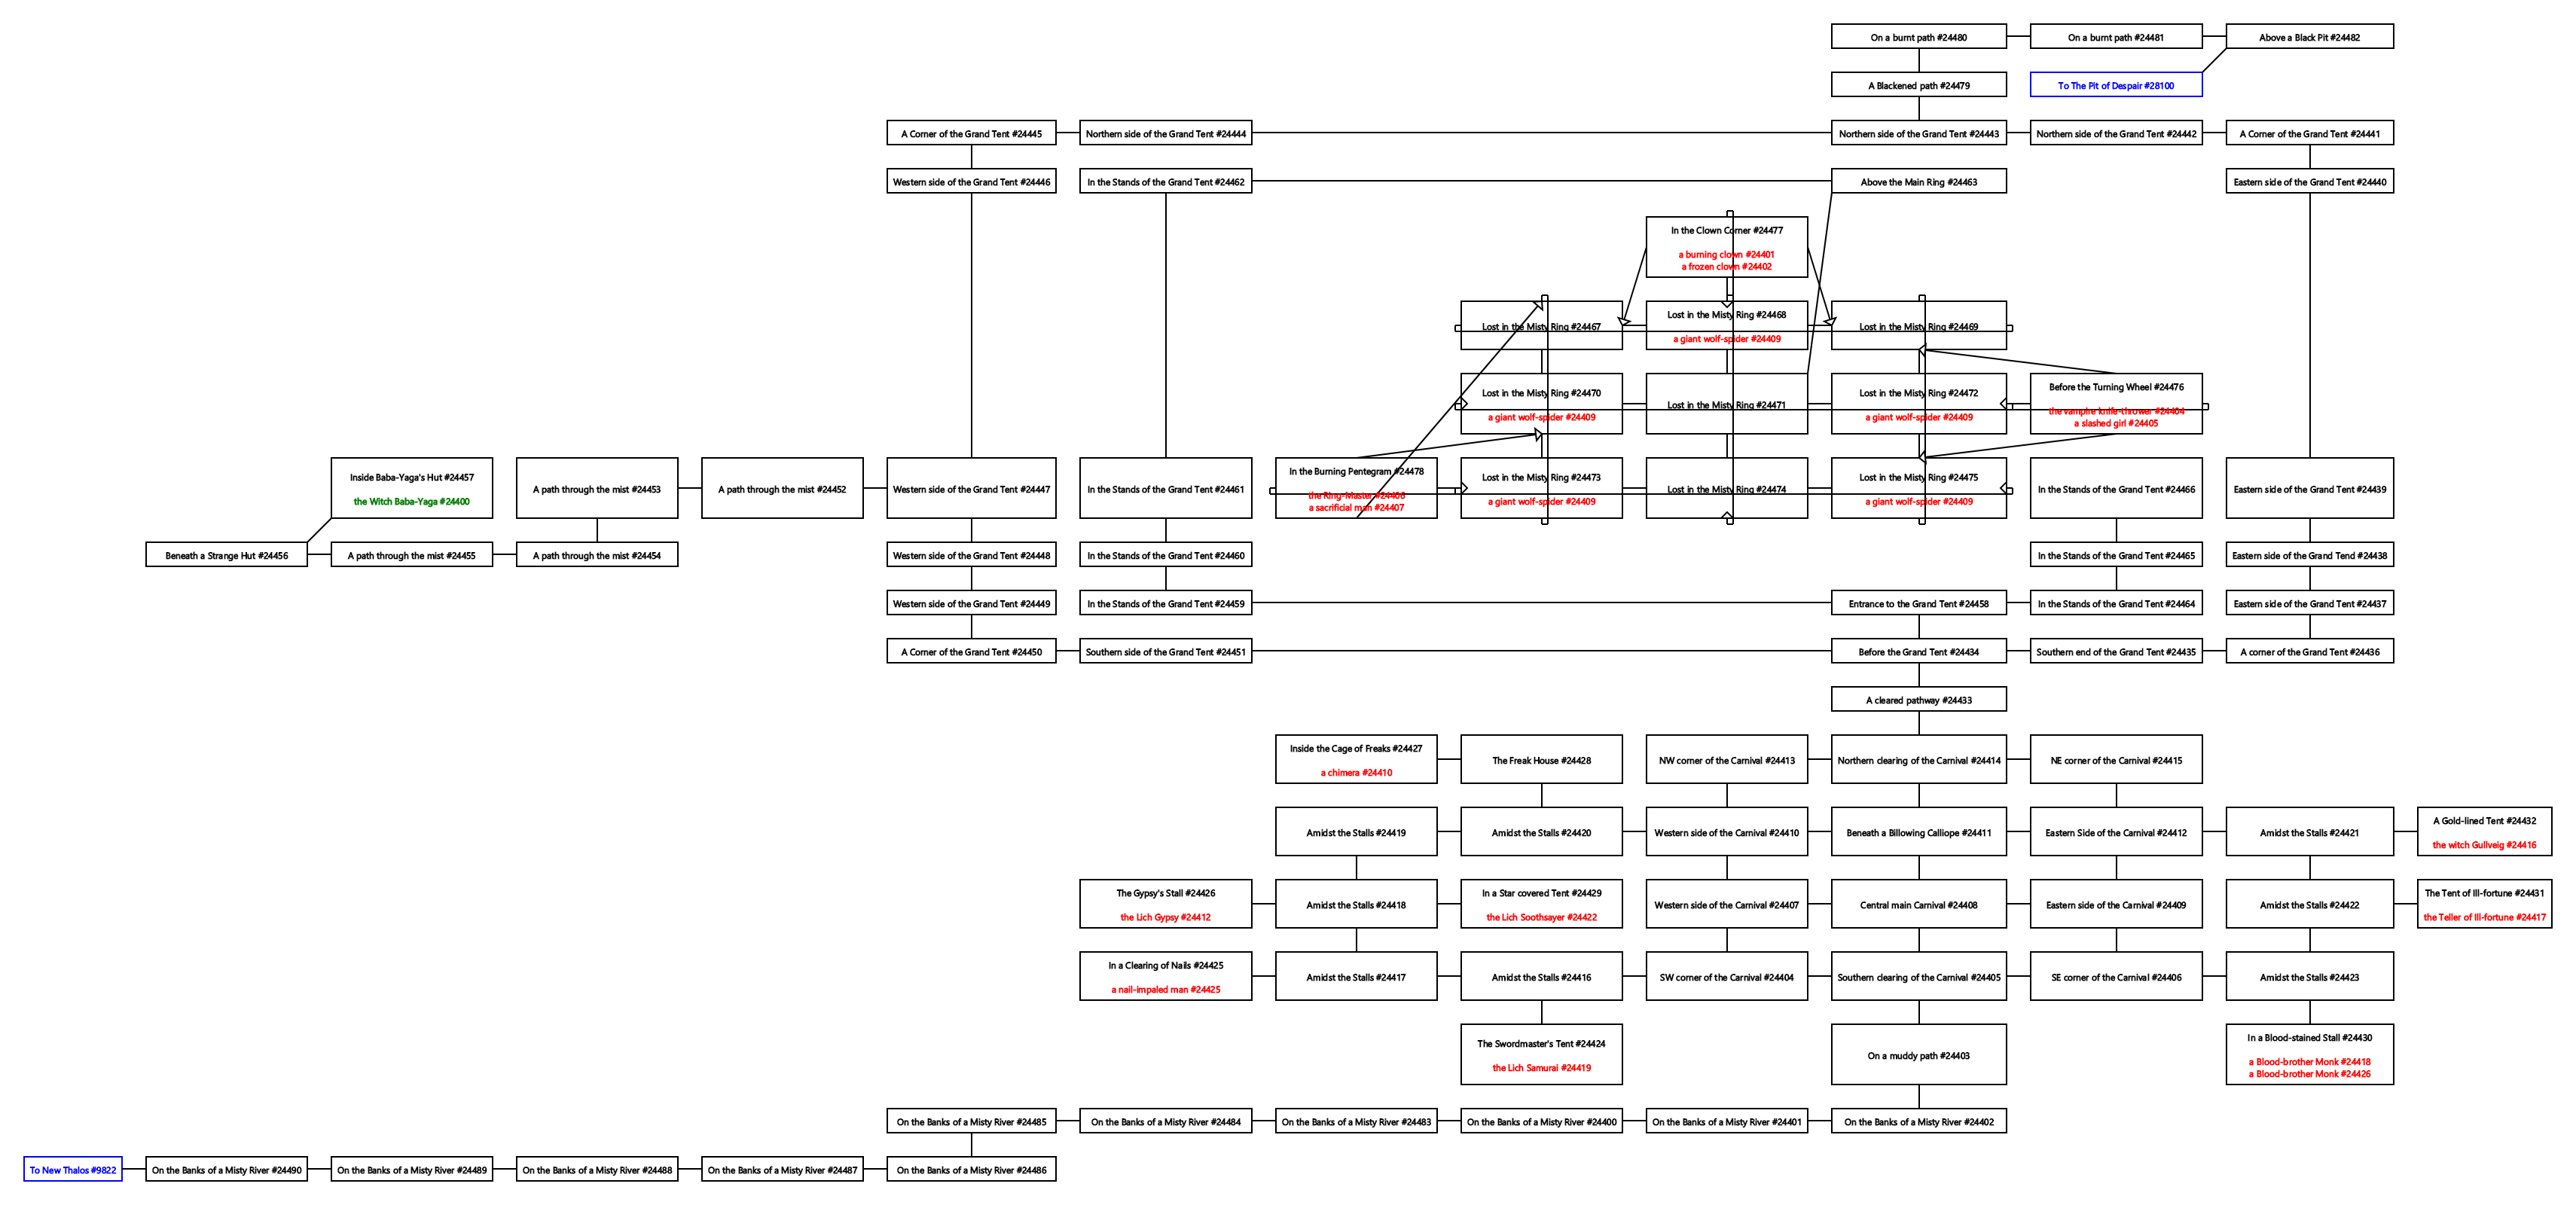 On a burnt path #24480
On a burnt path #24481
Above a Black Pit #24482
A Blackened path #24479
To The Pit of Despair #28100
A Corner of the Grand Tent #24445
Northern side of the Grand Tent #24444
Northern side of the Grand Tent #24443
Northern side of the Grand Tent #24442
A Corner of the Grand Tent #24441
Western side of the Grand Tent #24446
In the Stands of the Grand Tent #24462
Above the Main Ring #24463
Eastern side of the Grand Tent #24440
In the Clown Corner #24477
a burning clown #24401
a frozen clown #24402
Lost in the Misty Ring #24467
Lost in the Misty Ring #24468
a giant wolf-spider #24409
Lost in the Misty Ring #24469
Lost in the Misty Ring #24470
a giant wolf-spider #24409
Lost in the Misty Ring #24471
Lost in the Misty Ring #24472
a giant wolf-spider #24409
Before the Turning Wheel #24476
the vampire knife-thrower #24404
a slashed girl #24405
Inside Baba-Yaga's Hut #24457
the Witch Baba-Yaga #24400
A path through the mist #24453
A path through the mist #24452
Western side of the Grand Tent #24447
In the Stands of the Grand Tent #24461
In the Burning Pentegram #24478
the Ring-Master #24406
a sacrificial man #24407
Lost in the Misty Ring #24473
a giant wolf-spider #24409
Lost in the Misty Ring #24474
Lost in the Misty Ring #24475
a giant wolf-spider #24409
In the Stands of the Grand Tent #24466
Eastern side of the Grand Tent #24439
Beneath a Strange Hut #24456
A path through the mist #24455
A path through the mist #24454
Western side of the Grand Tent #24448
In the Stands of the Grand Tent #24460
In the Stands of the Grand Tent #24465
Eastern side of the Grand Tend #24438
Western side of the Grand Tent #24449
In the Stands of the Grand Tent #24459
Entrance to the Grand Tent #24458
In the Stands of the Grand Tent #24464
Eastern side of the Grand Tent #24437
A Corner of the Grand Tent #24450
Southern side of the Grand Tent #24451
Before the Grand Tent #24434
Southern end of the Grand Tent #24435
A corner of the Grand Tent #24436
A cleared pathway #24433
Inside the Cage of Freaks #24427
a chimera #24410
The Freak House #24428
NW corner of the Carnival #24413
Northern clearing of the Carnival #24414
NE corner of the Carnival #24415
Amidst the Stalls #24419
Amidst the Stalls #24420
Western side of the Carnival #24410
Beneath a Billowing Calliope #24411
Eastern Side of the Carnival #24412
Amidst the Stalls #24421
A Gold-lined Tent #24432
the witch Gullveig #24416
The Gypsy's Stall #24426
the Lich Gypsy #24412
Amidst the Stalls #24418
In a Star covered Tent #24429
the Lich Soothsayer #24422
Western side of the Carnival #24407
Central main Carnival #24408
Eastern side of the Carnival #24409
Amidst the Stalls #24422
The Tent of Ill-fortune #24431
the Teller of Ill-fortune #24417
In a Clearing of Nails #24425
a nail-impaled man #24425
Amidst the Stalls #24417
Amidst the Stalls #24416
SW corner of the Carnival #24404
Southern clearing of the Carnival #24405
SE corner of the Carnival #24406
Amidst the Stalls #24423
The Swordmaster's Tent #24424
the Lich Samurai #24419
On a muddy path #24403
In a Blood-stained Stall #24430
a Blood-brother Monk #24418
a Blood-brother Monk #24426
On the Banks of a Misty River #24485
On the Banks of a Misty River #24484
On the Banks of a Misty River #24483
On the Banks of a Misty River #24400
On the Banks of a Misty River #24401
On the Banks of a Misty River #24402
To New Thalos #9822
On the Banks of a Misty River #24490
On the Banks of a Misty River #24489
On the Banks of a Misty River #24488
On the Banks of a Misty River #24487
On the Banks of a Misty River #24486